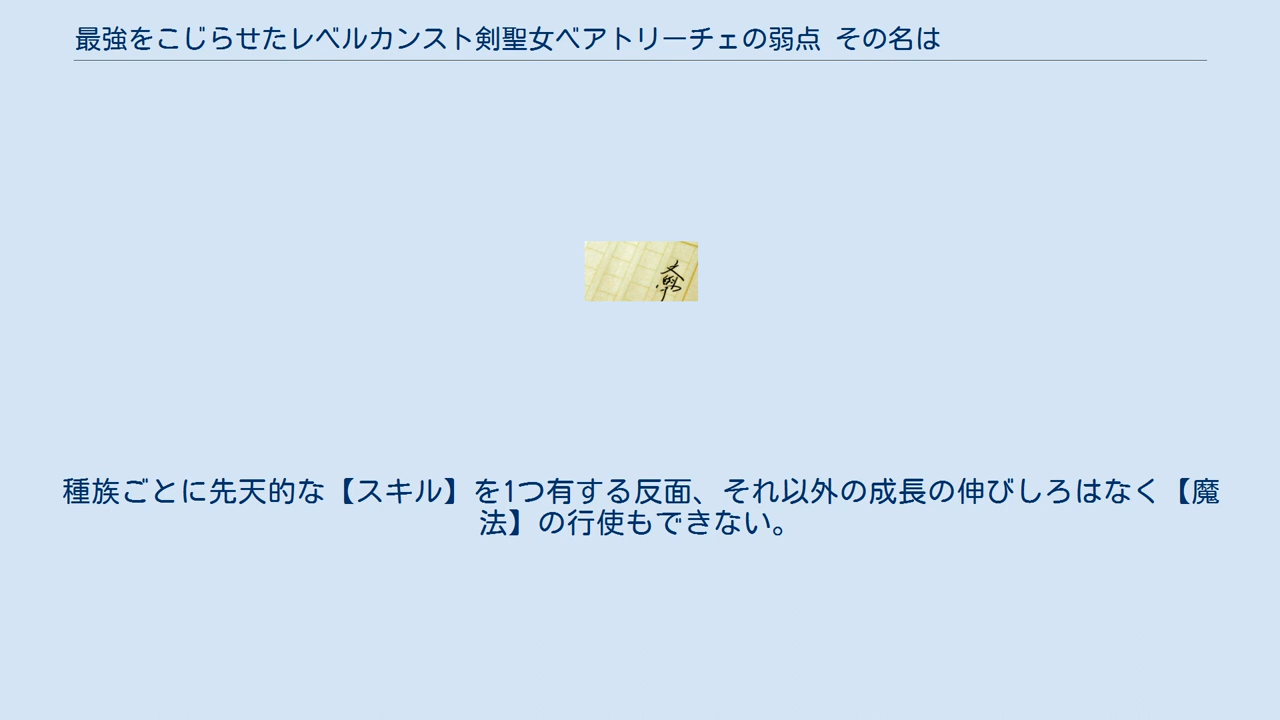 最強をこじらせたレベルカンスト剣聖女ベアトリーチェの弱点 その名は
種族ごとに先天的な【スキル】を1つ有する反面、それ以外の成長の伸びしろはなく【魔
法】の行使もできない。